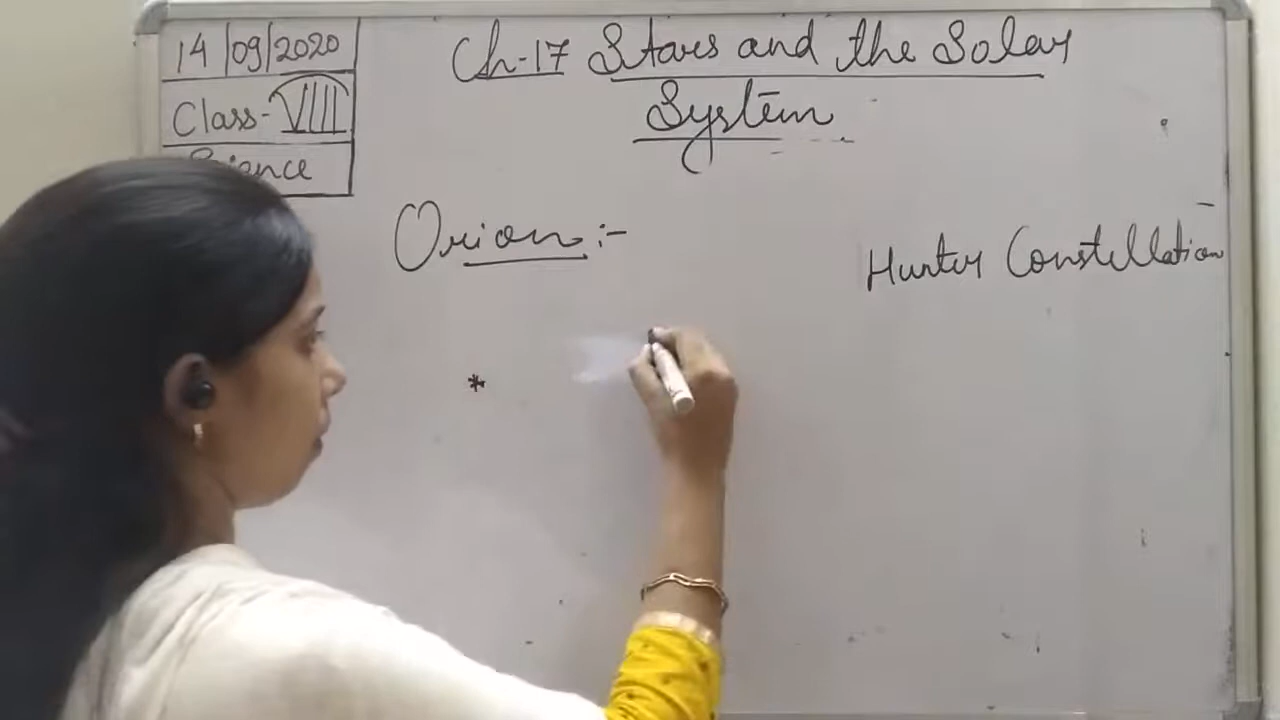 14/09/2020
Class-VIII
Science
Ch-17 Stars and the Solar
System
Orion :-
Hunter Constellation
*